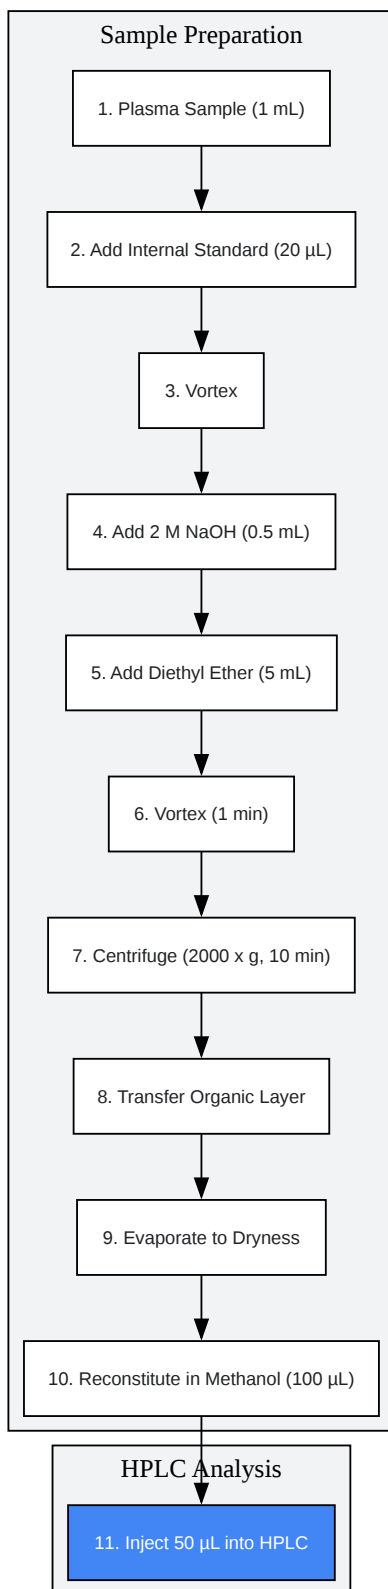 Sample Preparation
1. Plasma Sample (1 mL)
2. Add Internal Standard (20 µL)
3. Vortex
4. Add 2 M NaOH (0.5 mL)
5. Add Diethyl Ether (5 mL)
6. Vortex (1 min)
7. Centrifuge (2000 x g, 10 min)
8. Transfer Organic Layer
9. Evaporate to Dryness
10. Reconstitute in Methanol (100 µL)
HPLC Analysis
11. Inject 50 µL into HPLC